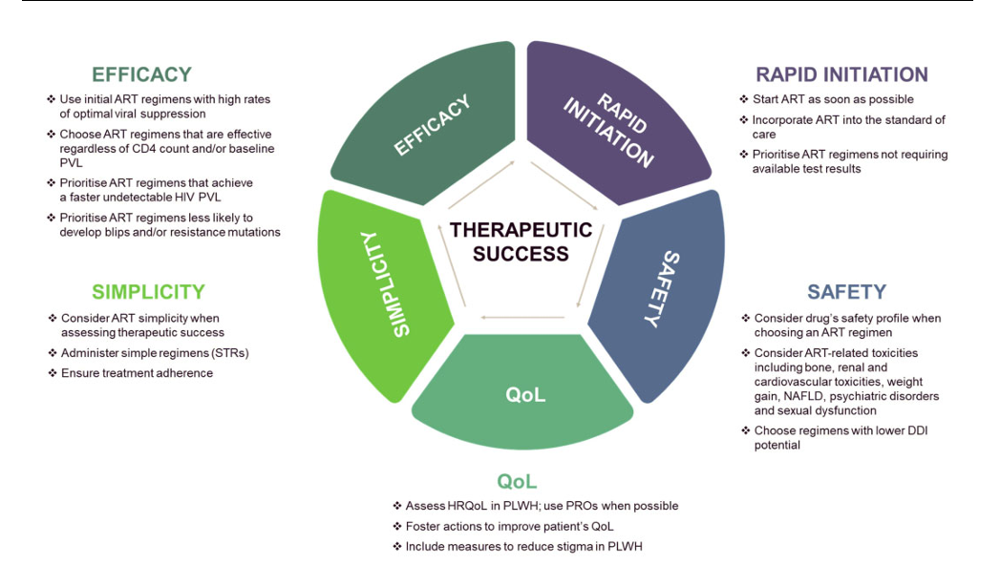 EFFICACY
❖ Use initial ART regimens with high rates
of optimal viral suppression
❖ Choose ART regimens that are effective
regardless of CD4 count and/or baseline
PVL
❖ Prioritise ART regimens that achieve
a faster undetectable HIV PVL
❖ Prioritise ART regimens less likely to
develop blips and/or resistance mutations
SIMPLICITY
❖ Consider ART simplicity when
assessing therapeutic success
❖ Administer simple regimens (STRs)
❖ Ensure treatment adherence
EFFICACY
RAPID
INITIATION
SIMPLICITY
THERAPEUTIC
SUCCESS
SAFETY
QoL
RAPID INITIATION
❖ Start ART as soon as possible
❖ Incorporate ART into the standard of
care
❖ Prioritise ART regimens not requiring
available test results
SAFETY
❖ Consider drug's safety profile when
choosing an ART regimen
❖ Consider ART-related toxicities
including bone, renal and
cardiovascular toxicities, weight
gain, NAFLD, psychiatric disorders
and sexual dysfunction
❖ Choose regimens with lower DDI
potential
QoL
❖ Assess HRQoL in PLWH; use PROs when possible
❖ Foster actions to improve patient's QoL
❖ Include measures to reduce stigma in PLWH